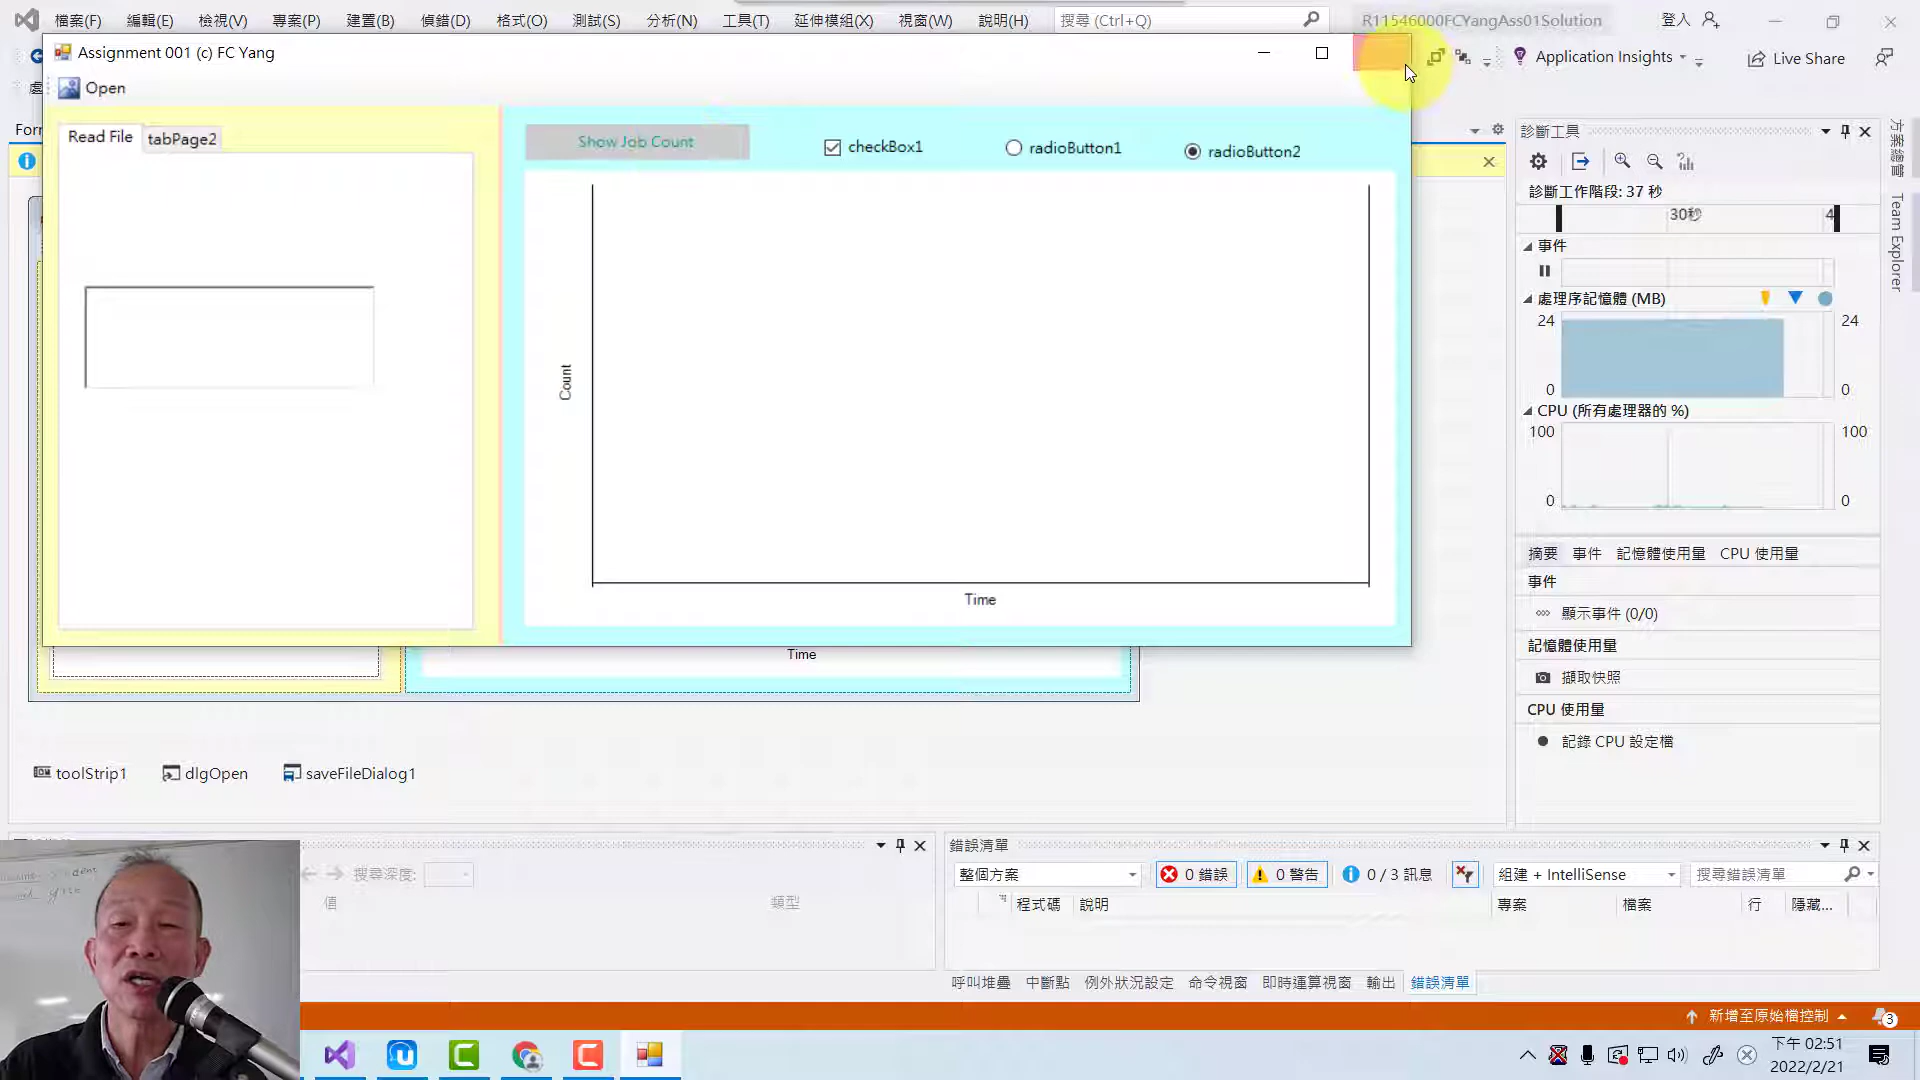 檔案(F) 編輯(E) 檢視(V) 專案(P) 建置(B) 偵錯(D) 格式(O) 測試(S) 分析(N) 工具(T) 延伸模組(X) 視窗(W) 說明(H) 搜尋 (Ctrl+Q) R11546000FCYangAss01Solution 登入
Assignment 001 (c) FC Yang
Application Insights Live Share
Open
Read File tabPage2
Show Job Count checkBox1 radioButton1 radioButton2
Count
Time
Time
toolStrip1 dlgOpen saveFileDialog1
診斷工具
診斷工作階段: 37 秒
30秒 4
事件
處理序記憶體 (MB)
24 24
0 0
CPU (所有處理器的 %)
100 100
0 0
摘要 事件 記憶體使用量 CPU 使用量
事件
顯示事件 (0/0)
記憶體使用量
擷取快照
CPU 使用量
記錄 CPU 設定檔
方案總管
Team Explorer
搜尋深度:
值 類型
錯誤清單
整個方案 0 錯誤 0 警告 0 / 3 訊息 組建 + IntelliSense 搜尋錯誤清單
程式碼 說明 專案 檔案 行 隱藏...
呼叫堆疊 中斷點 例外狀況設定 命令視窗 即時運算視窗 輸出 錯誤清單
新增至原始檔控制 3
下午 02:51
2022/2/21